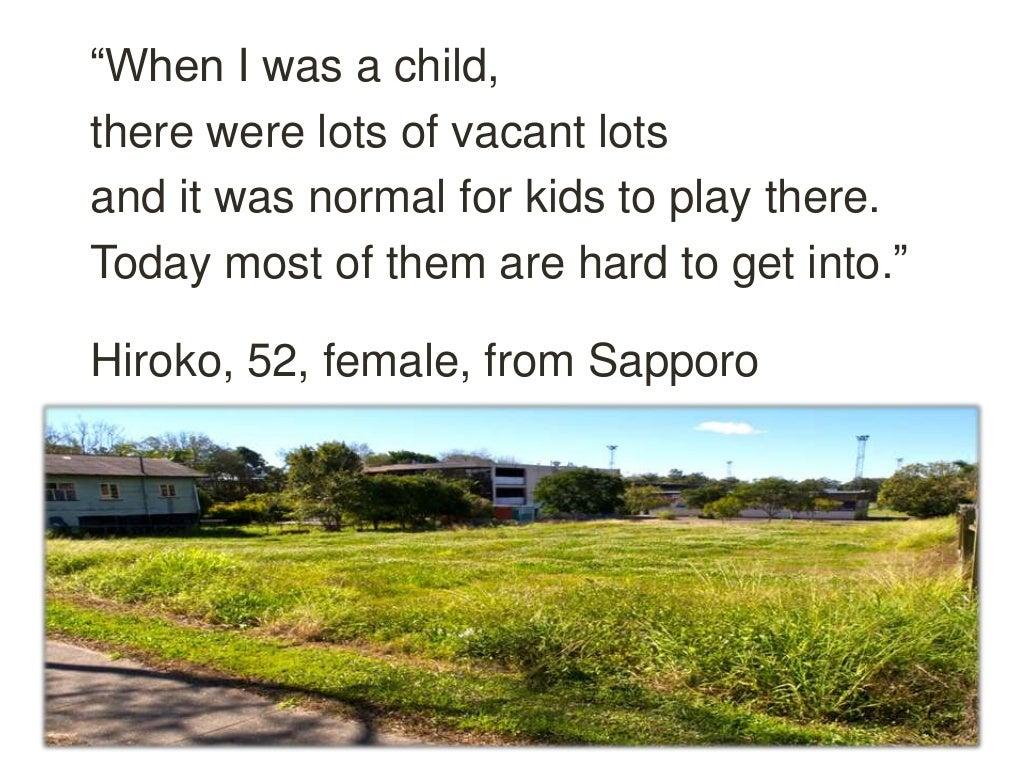 “When I was a child,
there were lots of vacant lots
and it was normal for kids to play there.
Today most of them are hard to get into.”
Hiroko, 52, female, from Sapporo